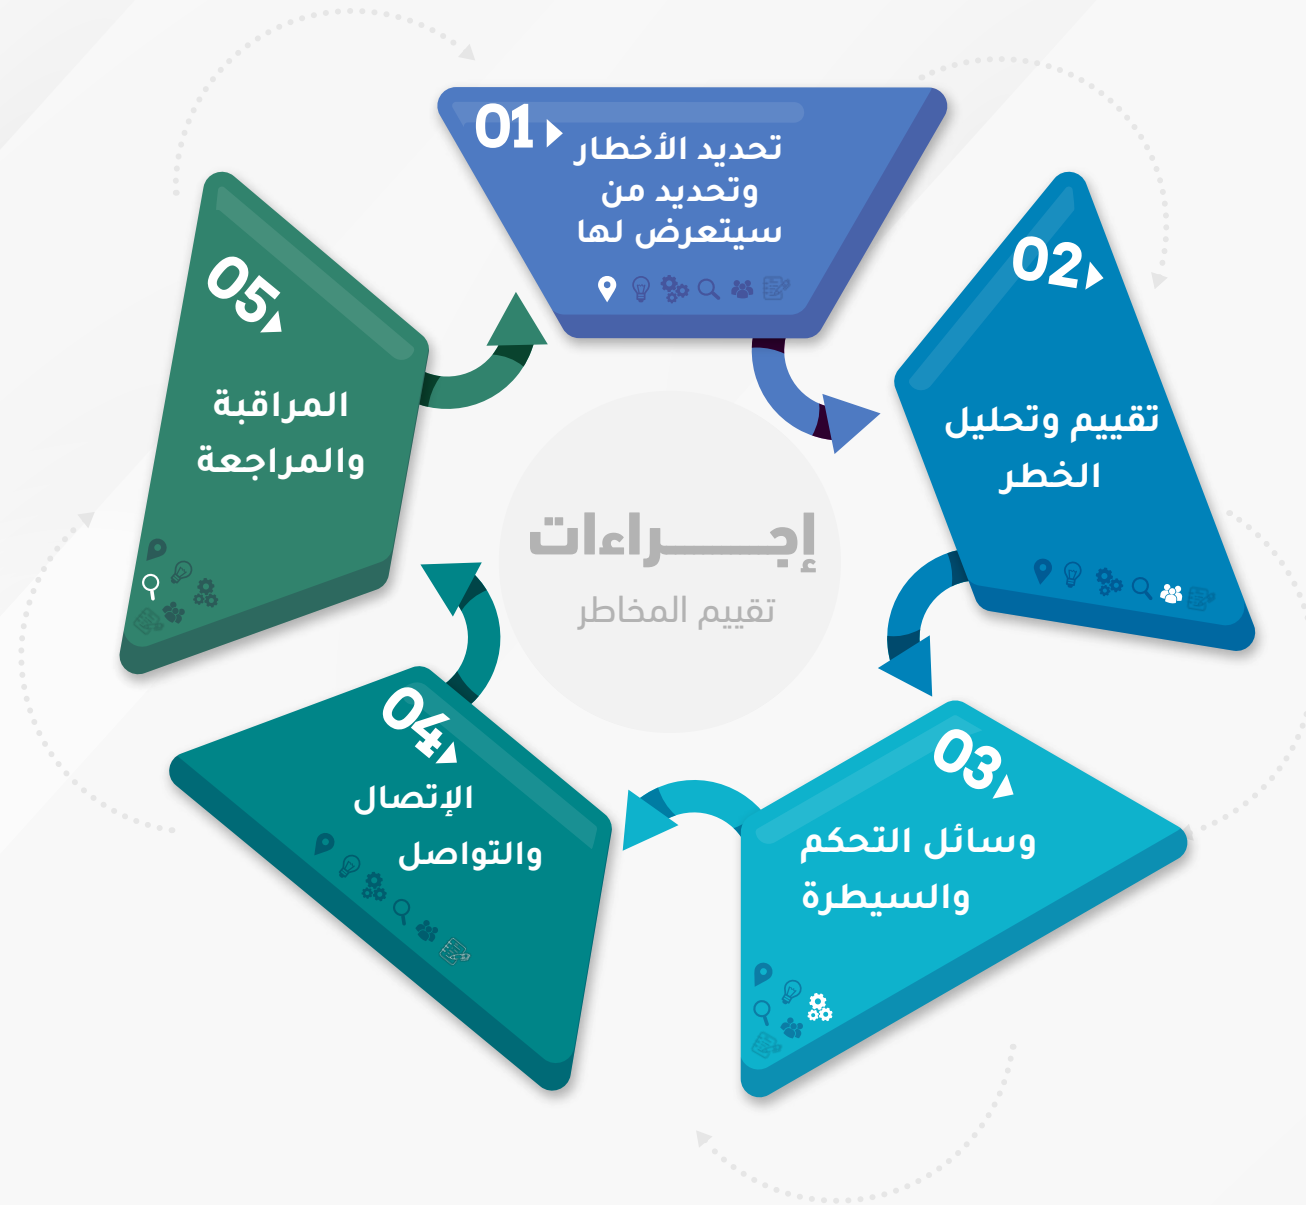 01
تحديد الأخطار
وتحديد من
سيتعرض لها
02
تقييم وتحليل
الخطر
03
وسائل التحكم
والسيطرة
04
الإتصال
والتواصل
05
المراقبة
والمراجعة
إجـــــراءات
تقييم المخاطر